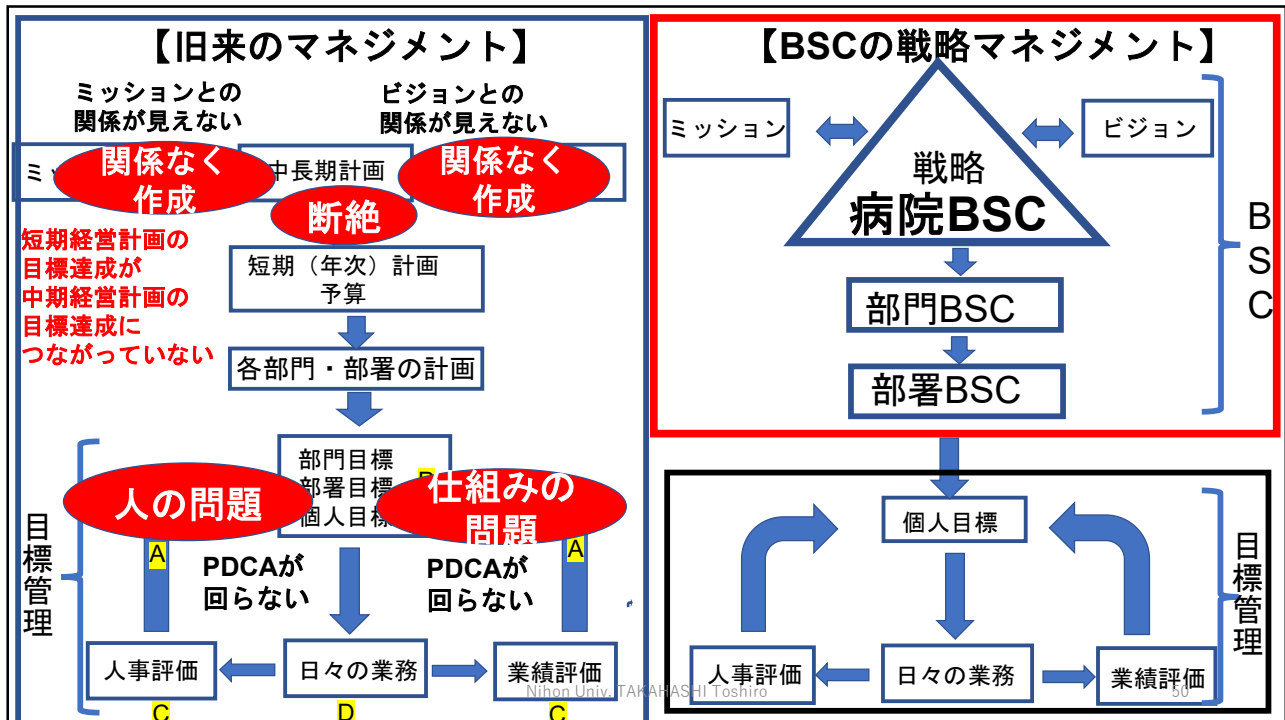 【旧来のマネジメント】
ミッションとの
関係が見えない
ビジョンとの
関係が見えない
ミッ
関係なく
作成
中長期計画
関係なく
作成
断絶
短期経営計画の
目標達成が
中期経営計画の
目標達成に
つながっていない
短期（年次）計画
予算
各部門・部署の計画
部門目標
部署目標
個人目標
人の問題
仕組みの
問題
目標管理
A
PDCAが
回らない
PDCAが
回らない
A
人事評価
日々の業務
業績評価
C
D
C
【BSCの戦略マネジメント】
ミッション
ビジョン
戦略
病院BSC
部門BSC
部署BSC
BSC
個人目標
目標管理
人事評価
日々の業務
業績評価
Nihon Univ. TAKAHASHI Toshiro
50